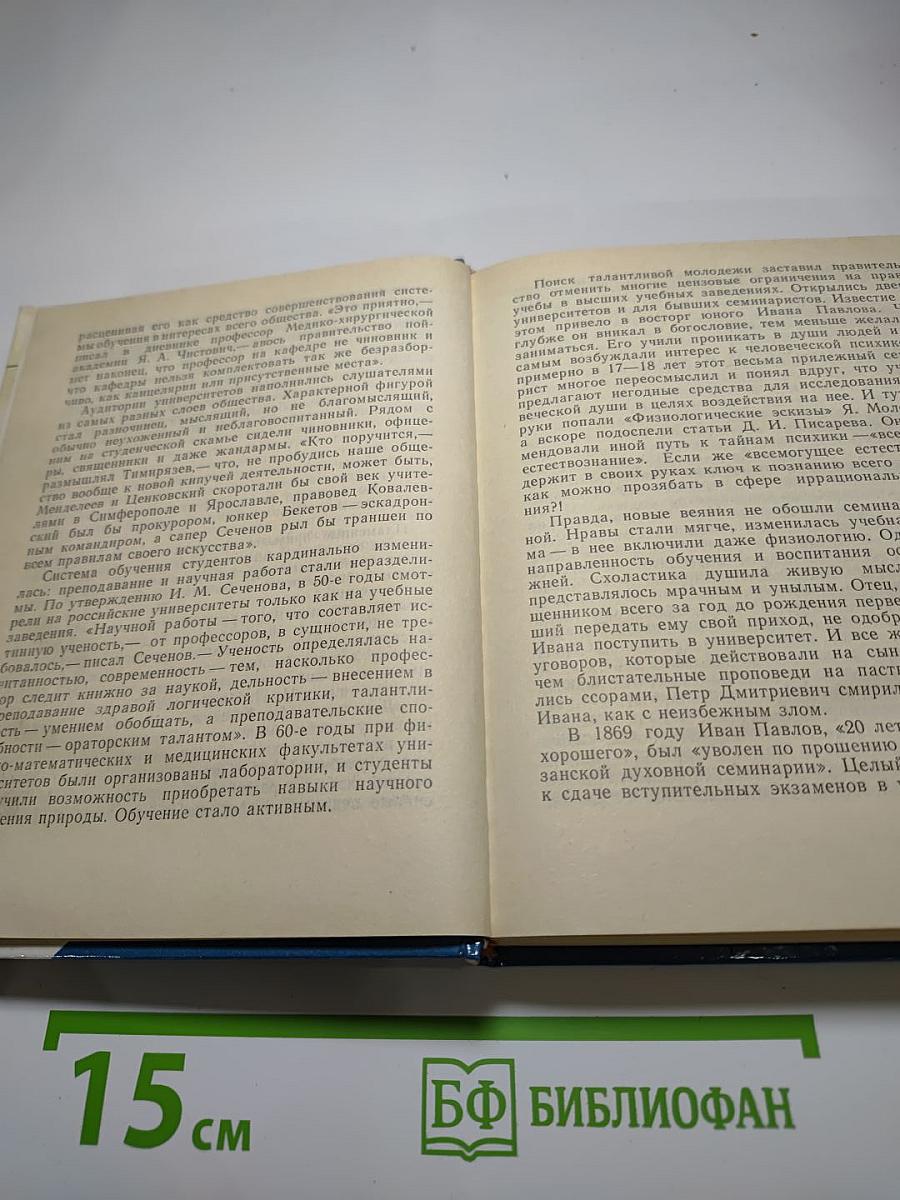 расценивая его как средство совершенствования систе-
мы обучения в интересах всего общества. «Это приятно,—
писал в дневнике профессор Медико-хирургической
академии Я. А. Чистович,— авось правительство пой-
мет наконец, что профессор на кафедре не чиновник и
что кафедры нельзя комплектовать так же безразбор-
чиво, как канцелярии или присутственные места».
Аудитории университетов наполнились слушателями
из самых разных слоев общества. Характерной фигурой
стал разночинец, мыслящий, но не благомыслящий,
обычно неухоженный и неблаговоспитанный. Рядом с
ним на студенческой скамье сидели чиновники, офице-
ры, священники и даже жандармы. «Кто поручится,—
размышлял Тимирязев,— что, не пробудись наше обще-
ство вообще к новой кипучей деятельности, может быть,
Менделеев и Ценковский скоротали бы свой век учите-
лями в Симферополе и Ярославле, правовед Ковалев-
ский был бы прокурором, юнкер Бекетов — эскадрон-
ным командиром, а сапер Сеченов рыл бы траншеи по
всем правилам своего искусства».
Система обучения студентов кардинально измени-
лась: преподавание и научная работа стали неразделимы.
мы. По утверждению И. М. Сеченова, в 50-е годы смот-
рели на российские университеты только как на учебные
заведения. «Научной работы — того, что составляет ис-
тинную ученость,— от профессоров, в сущности, не тре-
бовалось,— писал Сеченов.— Ученость определялась на-
читанностью, современность — тем, насколько профес-
ор следит книжно за наукой, дельность — внесением в
реподавание здравой логической критики, талантли-
сть — умением обобщать, а преподавательские спо-
бности — ораторским талантом». В 60-е годы при фи-
ко-математических и медицинских факультетах уни-
рситетов были организованы лаборатории, и студенты
учили возможность приобретать навыки научного
ения природы. Обучение стало активным.
Поиск талантливой молодежи заставил правитель
ство отменить многие цензовые ограничения на прав
учебы в высших учебных заведениях. Открылись две
университетов и для бывших семинаристов. Известие
этом привело в восторг юного Ивана Павлова. Ч
глубже он вникал в богословие, тем меньше желал
заниматься. Его учили проникать в души людей и
самым возбуждали интерес к человеческой психик
примерно в 17—18 лет этот весьма прилежный се
рист многое переосмыслил и понял вдруг, что уч
предлагают негодные средства для исследования
веческой души в целях воздействия на нее. И ту
руки попали «Физиологические эскизы» Я. Мол
а вскоре подоспели статьи Д. И. Писарева. Он
мендовали иной путь к тайнам психики — «все
естествознание». Если же «всемогущее естест
держит в своих руках ключ к познанию всего
как можно прозябать в сфере иррациональ
ния?!
Правда, новые веяния не обошли семина
ной. Нравы стали мягче, изменилась учебна
ма — в нее включили даже физиологию. Од
направленность обучения и воспитания ос
жней. Схоластика душила живую мысл
представлялось мрачным и унылым. Отец,
щенником всего за год до рождения перве
ший передать ему свой приход, не одобр
Ивана поступить в университет. И все ж
уговоров, которые действовали на сын
чем блистательные проповеди на паст
лись ссорами, Петр Дмитриевич смирил
Ивана, как с неизбежным злом.
В 1869 году Иван Павлов, «20 лет
хорошего», был «уволен по прошению
занской духовной семинарии». Целый
к сдаче вступительных экзаменов в у
15 см
БФ БИБЛИОФАН